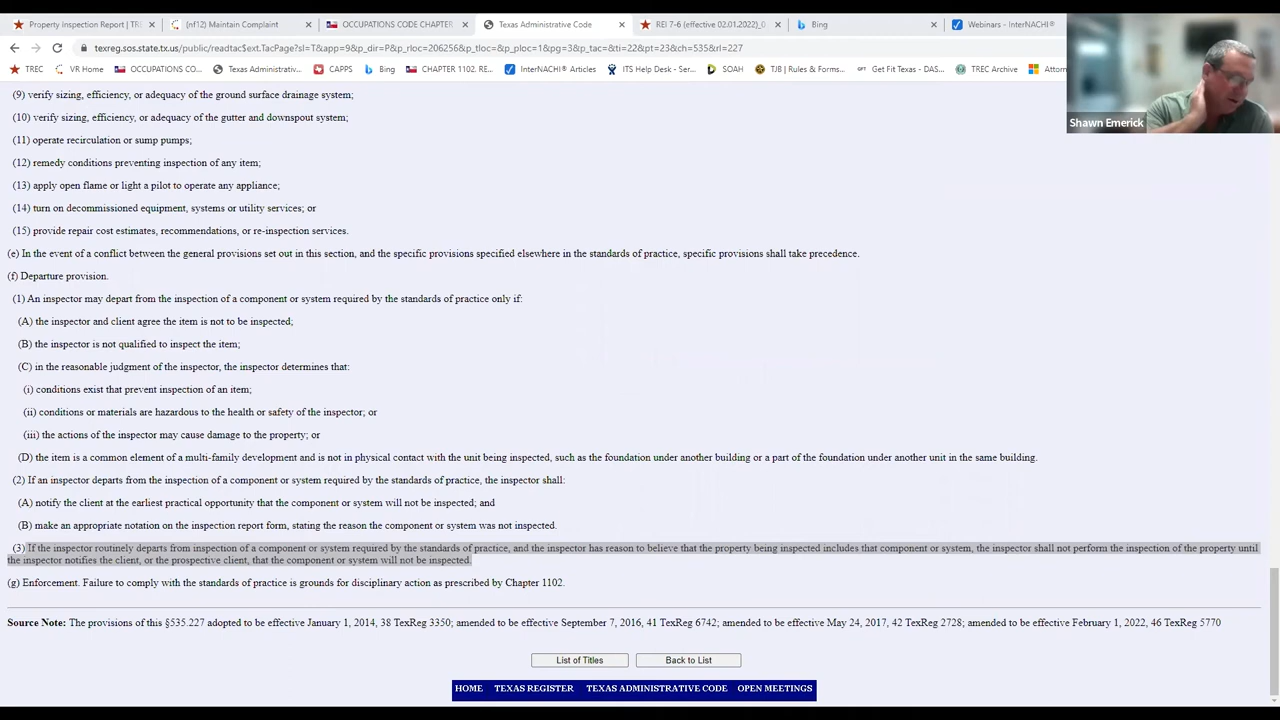 Property Inspection Report | TRE
(nf12) Maintain Complaint
OCCUPATIONS CODE CHAPTER
Texas Administrative Code
REI 7-6 (effective 02.01.2022)_0
Bing
Webinars - InterNACHI®
texreg.sos.state.tx.us/public/readtac$ext.TacPage?sl=T&app=9&p_dir=P&p_rloc=206256&p_tloc=&p_ploc=1&pg=3&p_tac=&ti=22&pt=23&ch=535&rl=227
TREC
VR Home
OCCUPATIONS CO...
Texas Administrativ...
CAPPS
Bing
CHAPTER 1102. RE...
InterNACHI® Articles
ITS Help Desk - Ser...
SOAH
TJB | Rules & Forms...
GFT
Get Fit Texas - DAS...
TREC Archive
Attorn
Shawn Emerick
(9) verify sizing, efficiency, or adequacy of the ground surface drainage system;
(10) verify sizing, efficiency, or adequacy of the gutter and downspout system;
(11) operate recirculation or sump pumps;
(12) remedy conditions preventing inspection of any item;
(13) apply open flame or light a pilot to operate any appliance;
(14) turn on decommissioned equipment, systems or utility services; or
(15) provide repair cost estimates, recommendations, or re-inspection services.
(e) In the event of a conflict between the general provisions set out in this section, and the specific provisions specified elsewhere in the standards of practice, specific provisions shall take precedence.
(f) Departure provision.
(1) An inspector may depart from the inspection of a component or system required by the standards of practice only if:
(A) the inspector and client agree the item is not to be inspected;
(B) the inspector is not qualified to inspect the item;
(C) in the reasonable judgment of the inspector, the inspector determines that:
(i) conditions exist that prevent inspection of an item;
(ii) conditions or materials are hazardous to the health or safety of the inspector; or
(iii) the actions of the inspector may cause damage to the property; or
(D) the item is a common element of a multi-family development and is not in physical contact with the unit being inspected, such as the foundation under another building or a part of the foundation under another unit in the same building.
(2) If an inspector departs from the inspection of a component or system required by the standards of practice, the inspector shall:
(A) notify the client at the earliest practical opportunity that the component or system will not be inspected; and
(B) make an appropriate notation on the inspection report form, stating the reason the component or system was not inspected.
(3) If the inspector routinely departs from inspection of a component or system required by the standards of practice, and the inspector has reason to believe that the property being inspected includes that component or system, the inspector shall not perform the inspection of the property until
the inspector notifies the client, or the prospective client, that the component or system will not be inspected.
(g) Enforcement. Failure to comply with the standards of practice is grounds for disciplinary action as prescribed by Chapter 1102.
Source Note: The provisions of this §535.227 adopted to be effective January 1, 2014, 38 TexReg 3350; amended to be effective September 7, 2016, 41 TexReg 6742; amended to be effective May 24, 2017, 42 TexReg 2728; amended to be effective February 1, 2022, 46 TexReg 5770
List of Titles
Back to List
HOME TEXAS REGISTER TEXAS ADMINISTRATIVE CODE OPEN MEETINGS